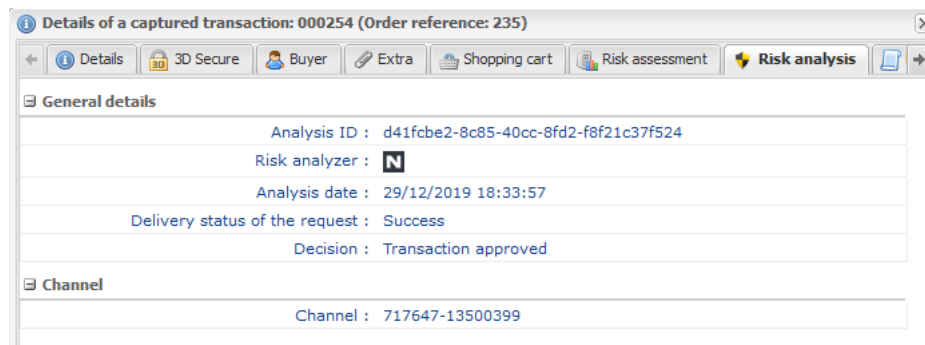 Details of a captured transaction: 000254 (Order reference: 235)
Details 3D Secure Buyer Extra Shopping cart Risk assessment Risk analysis
General details
Analysis ID : d41fcbe2-8c85-40cc-8fd2-f8f21c37f524
Risk analyzer : N
Analysis date : 29/12/2019 18:33:57
Delivery status of the request : Success
Decision : Transaction approved
Channel
Channel : 717647-13500399